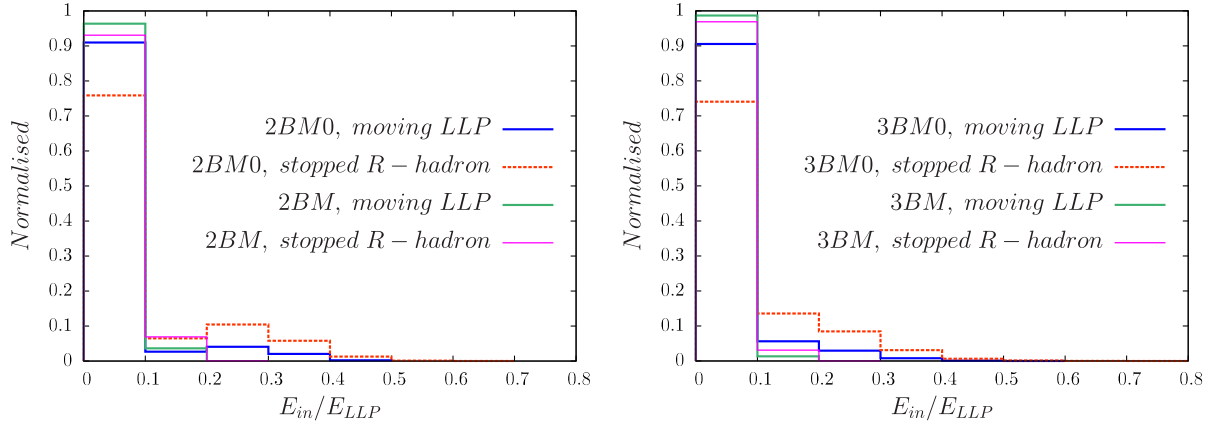 1
0.9
0.8
0.7
0.6
0.5
0.4
0.3
0.2
0.1
0
Normalised
2BM0, moving LLP
2BM0, stopped R − hadron
2BM, moving LLP
2BM, stopped R − hadron
0 0.1 0.2 0.3 0.4 0.5 0.6 0.7 0.8
E_in/E_LLP
1
0.9
0.8
0.7
0.6
0.5
0.4
0.3
0.2
0.1
0
Normalised
3BM0, moving LLP
3BM0, stopped R − hadron
3BM, moving LLP
3BM, stopped R − hadron
0 0.1 0.2 0.3 0.4 0.5 0.6 0.7 0.8
E_in/E_LLP